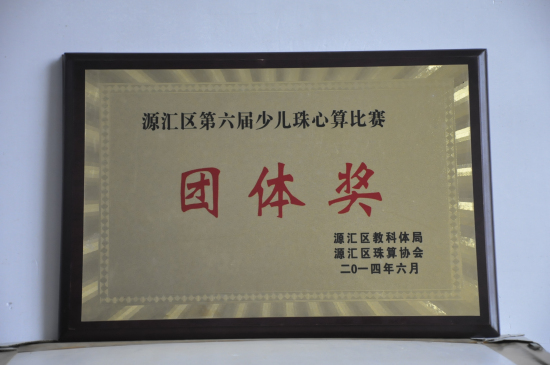 源汇区第六届少儿珠心算比赛
团体奖
源汇区教科体局
源汇区珠算协会
二0一四年六月